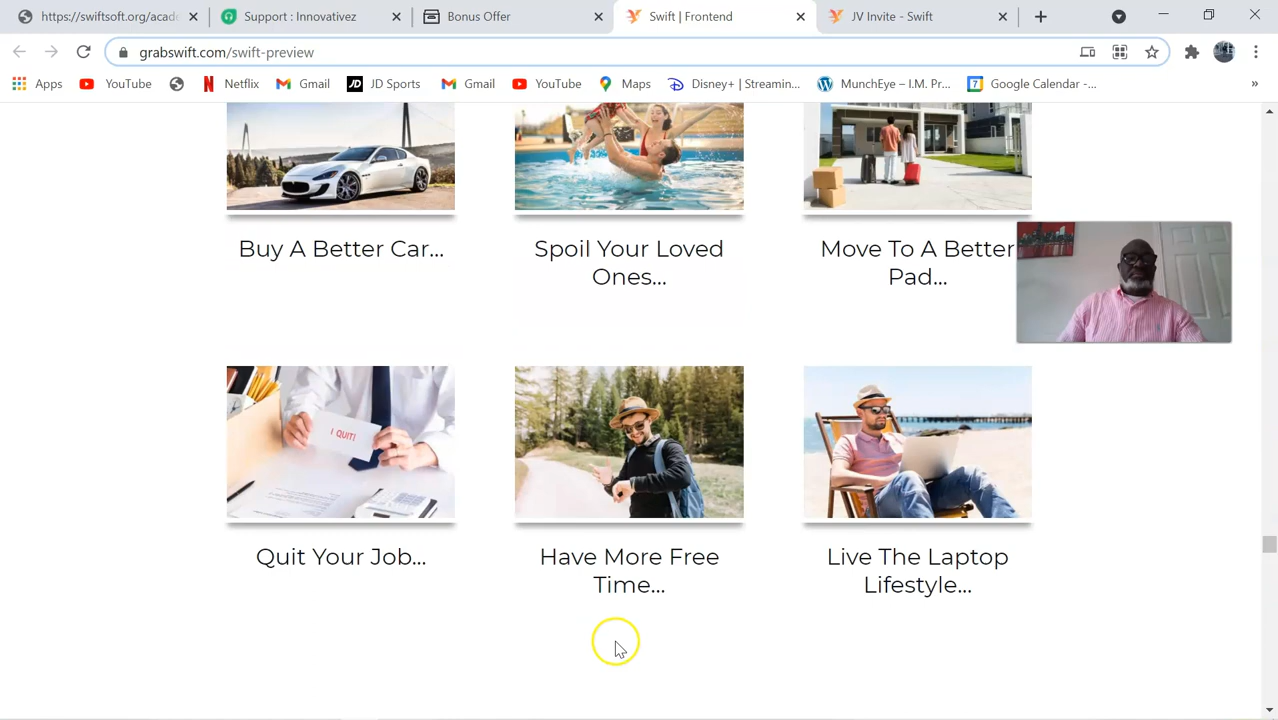 https://swiftsoft.org/acad
Support : Innovativez
Bonus Offer
Swift | Frontend
JV Invite - Swift
grabswift.com/swift-preview
Apps
YouTube
Netflix
Gmail
JD
JD Sports
Gmail
YouTube
Maps
Disney+ | Streamin...
MunchEye – I.M. Pr...
7
Google Calendar -...
»
Buy A Better Car...
Spoil Your Loved
Ones...
Move To A Better
Pad...
I QUIT!
Quit Your Job...
Have More Free
Time...
Live The Laptop
Lifestyle...